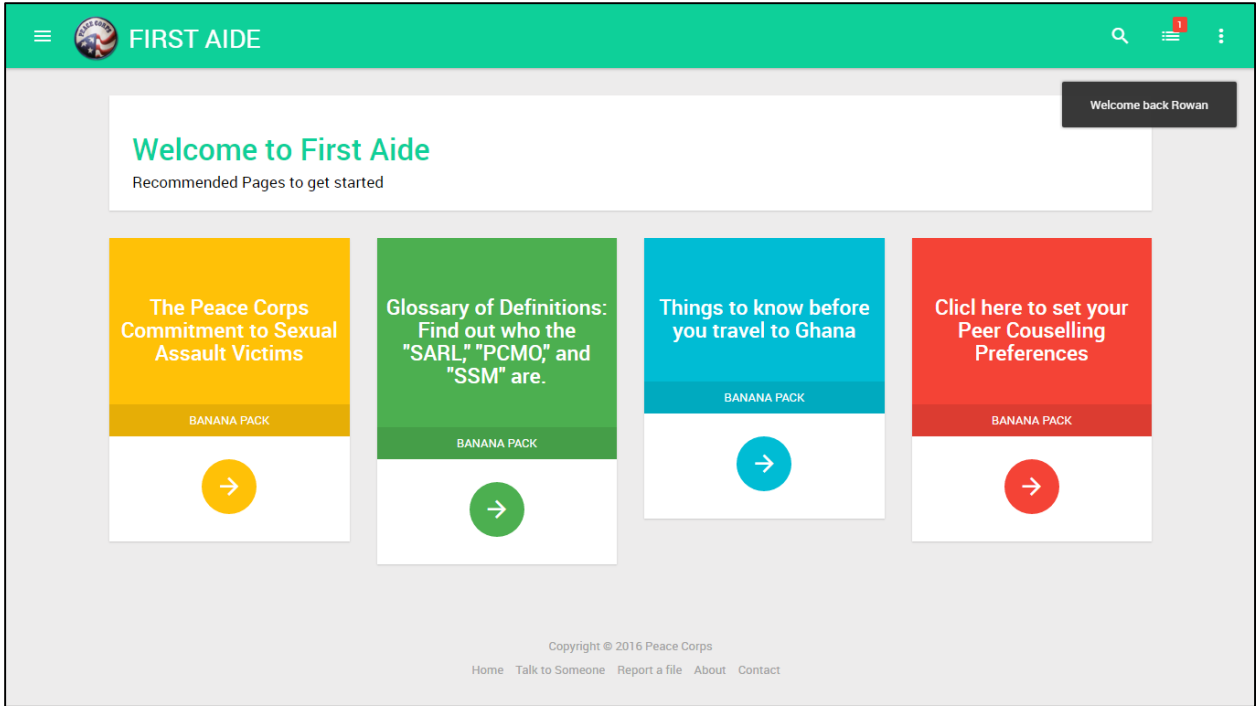 PEACE CORPS
FIRST AIDE
1
Welcome back Rowan
Welcome to First Aide
Recommended Pages to get started
The Peace Corps
Commitment to Sexual
Assault Victims
BANANA PACK
Glossary of Definitions:
Find out who the
"SARL," "PCMO," and
"SSM" are.
BANANA PACK
Things to know before
you travel to Ghana
BANANA PACK
Clicl here to set your
Peer Couselling
Preferences
BANANA PACK
Copyright © 2016 Peace Corps
Home Talk to Someone Report a file About Contact